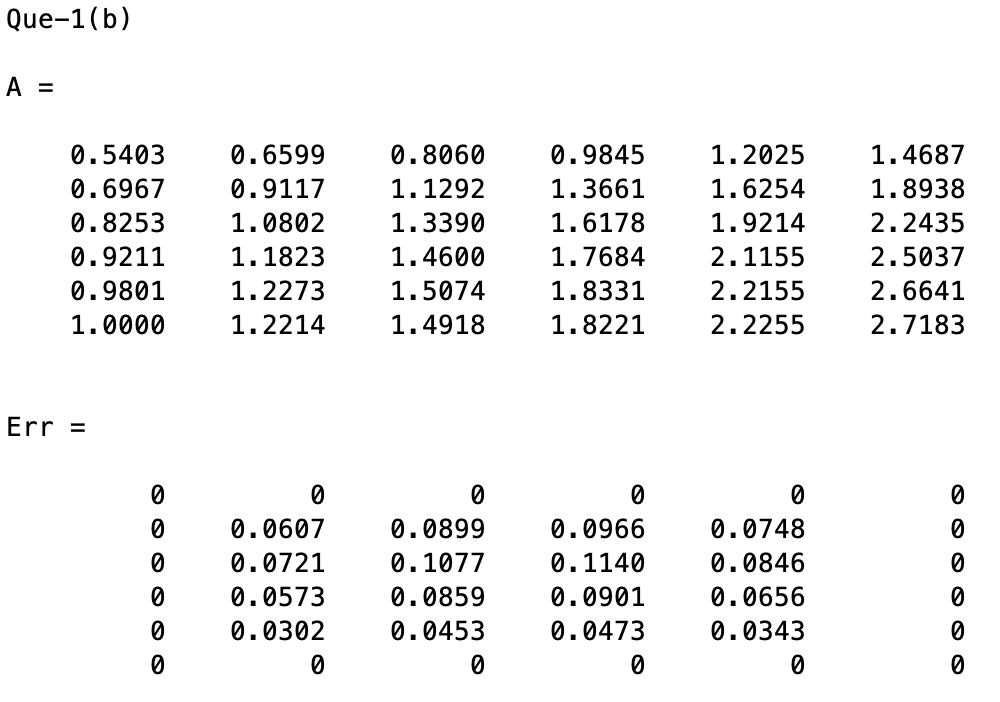 Que-1(b)
A =
0.5403 0.6599 0.8060 0.9845 1.2025 1.4687
0.6967 0.9117 1.1292 1.3661 1.6254 1.8938
0.8253 1.0802 1.3390 1.6178 1.9214 2.2435
0.9211 1.1823 1.4600 1.7684 2.1155 2.5037
0.9801 1.2273 1.5074 1.8331 2.2155 2.6641
1.0000 1.2214 1.4918 1.8221 2.2255 2.7183
Err =
0 0 0 0 0 0
0 0.0607 0.0899 0.0966 0.0748 0
0 0.0721 0.1077 0.1140 0.0846 0
0 0.0573 0.0859 0.0901 0.0656 0
0 0.0302 0.0453 0.0473 0.0343 0
0 0 0 0 0 0